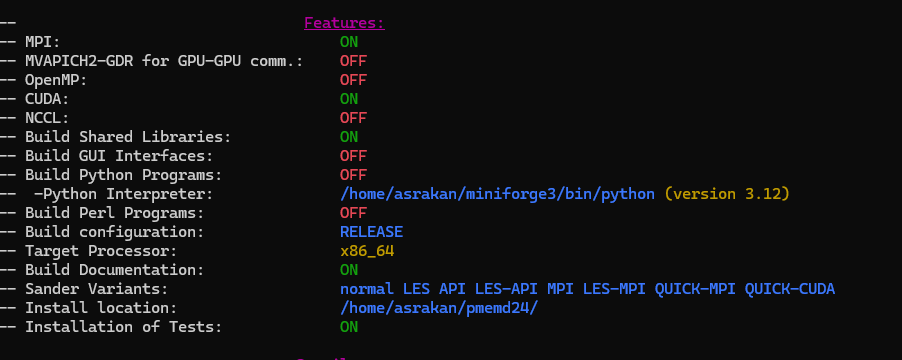 -- Features:
-- MPI: ON
-- MVAPICH2-GDR for GPU-GPU comm.: OFF
-- OpenMP: OFF
-- CUDA: ON
-- NCCL: OFF
-- Build Shared Libraries: ON
-- Build GUI Interfaces: OFF
-- Build Python Programs: OFF
--  -Python Interpreter: /home/asrakan/miniforge3/bin/python (version 3.12)
-- Build Perl Programs: OFF
-- Build configuration: RELEASE
-- Target Processor: x86_64
-- Build Documentation: ON
-- Sander Variants: normal LES API LES-API MPI LES-MPI QUICK-MPI QUICK-CUDA
-- Install location: /home/asrakan/pmemd24/
-- Installation of Tests: ON